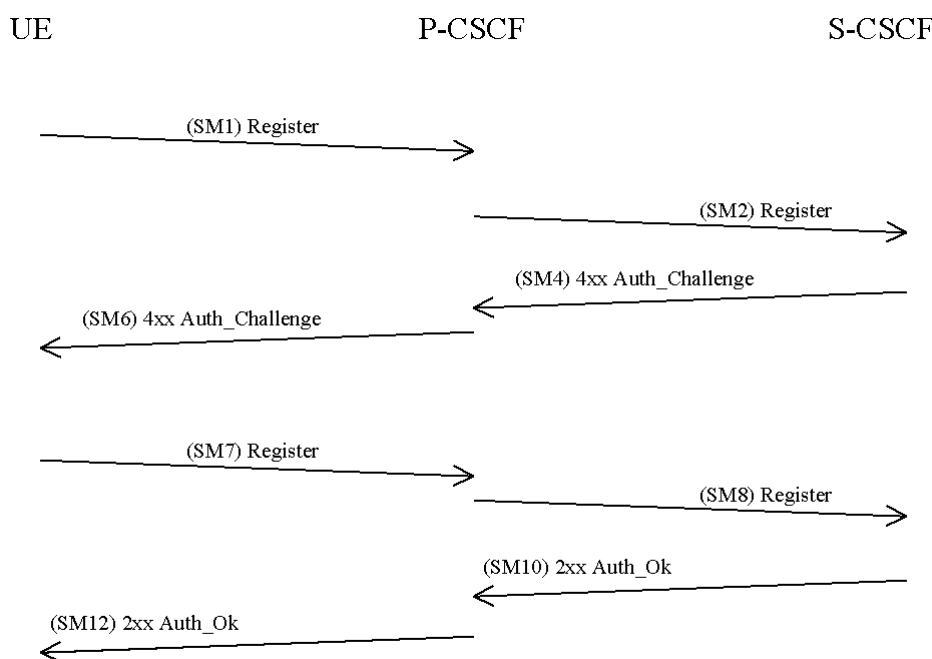 UE P-CSCF S-CSCF
(SM1) Register
(SM2) Register
(SM4) 4xx Auth_Challenge
(SM6) 4xx Auth_Challenge
(SM7) Register
(SM8) Register
(SM10) 2xx Auth_Ok
(SM12) 2xx Auth_Ok